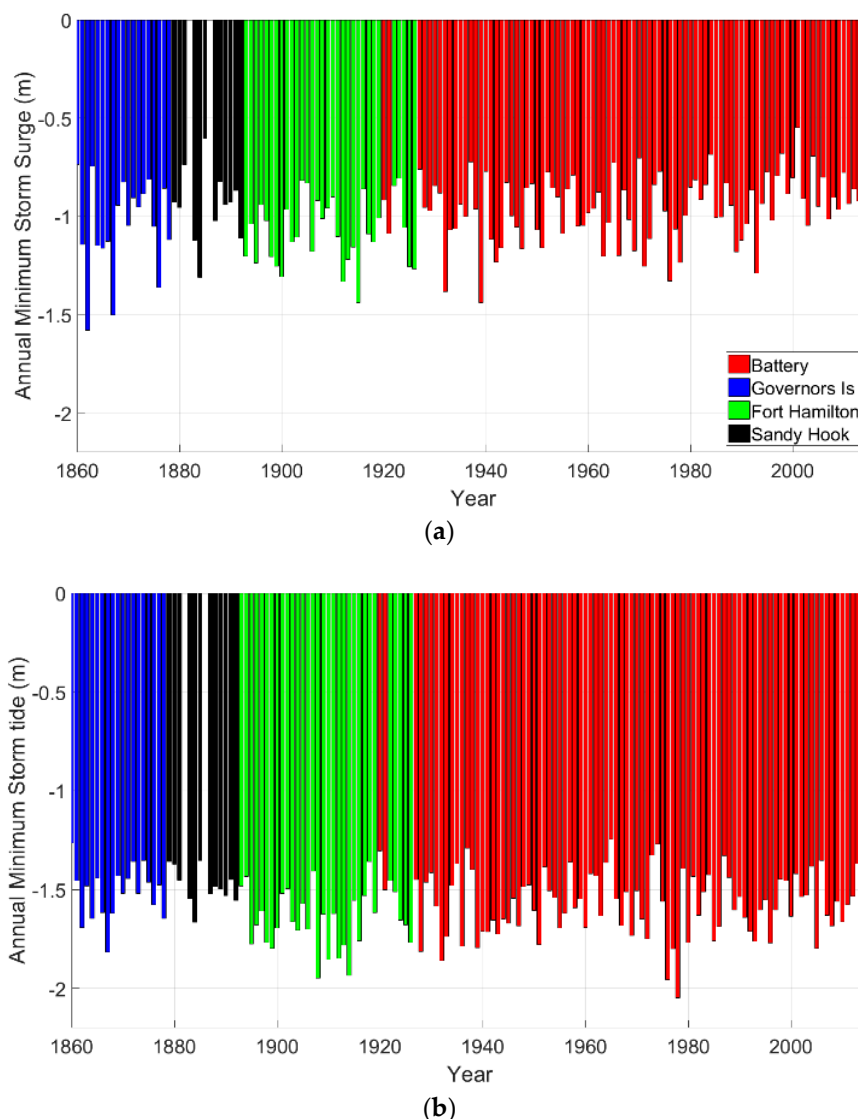 0
-0.5
-1
-1.5
-2
Annual Minimum Storm Surge (m)
Battery
Governors Is
Fort Hamilton
Sandy Hook
1860 1880 1900 1920 1940 1960 1980 2000
Year
(a)
0
-0.5
-1
-1.5
-2
Annual Minimum Storm tide (m)
1860 1880 1900 1920 1940 1960 1980 2000
Year
(b)